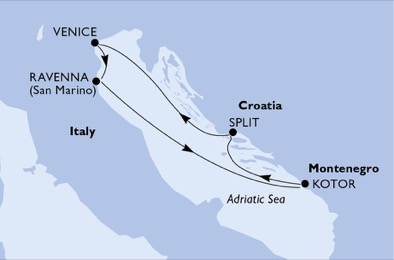 VENICE
RAVENNA
(San Marino)
Italy
Croatia
SPLIT
Montenegro
KOTOR
Adriatic Sea